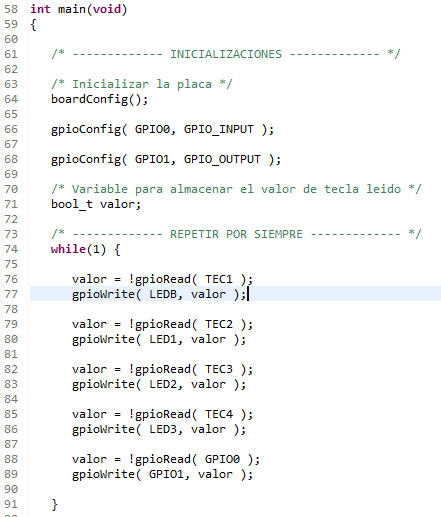 58 int main(void)
59 {
60
61    /* ------------- INICIALIZACIONES ------------- */
62
63    /* Inicializar la placa */
64    boardConfig();
65
66    gpioConfig( GPIO0, GPIO_INPUT );
67
68    gpioConfig( GPIO1, GPIO_OUTPUT );
69
70    /* Variable para almacenar el valor de tecla leido */
71    bool_t valor;
72
73    /* ------------- REPETIR POR SIEMPRE ------------- */
74    while(1) {
75
76       valor = !gpioRead( TEC1 );
77       gpioWrite( LEDB, valor );
78
79       valor = !gpioRead( TEC2 );
80       gpioWrite( LED1, valor );
81
82       valor = !gpioRead( TEC3 );
83       gpioWrite( LED2, valor );
84
85       valor = !gpioRead( TEC4 );
86       gpioWrite( LED3, valor );
87
88       valor = !gpioRead( GPIO0 );
89       gpioWrite( GPIO1, valor );
90
91    }